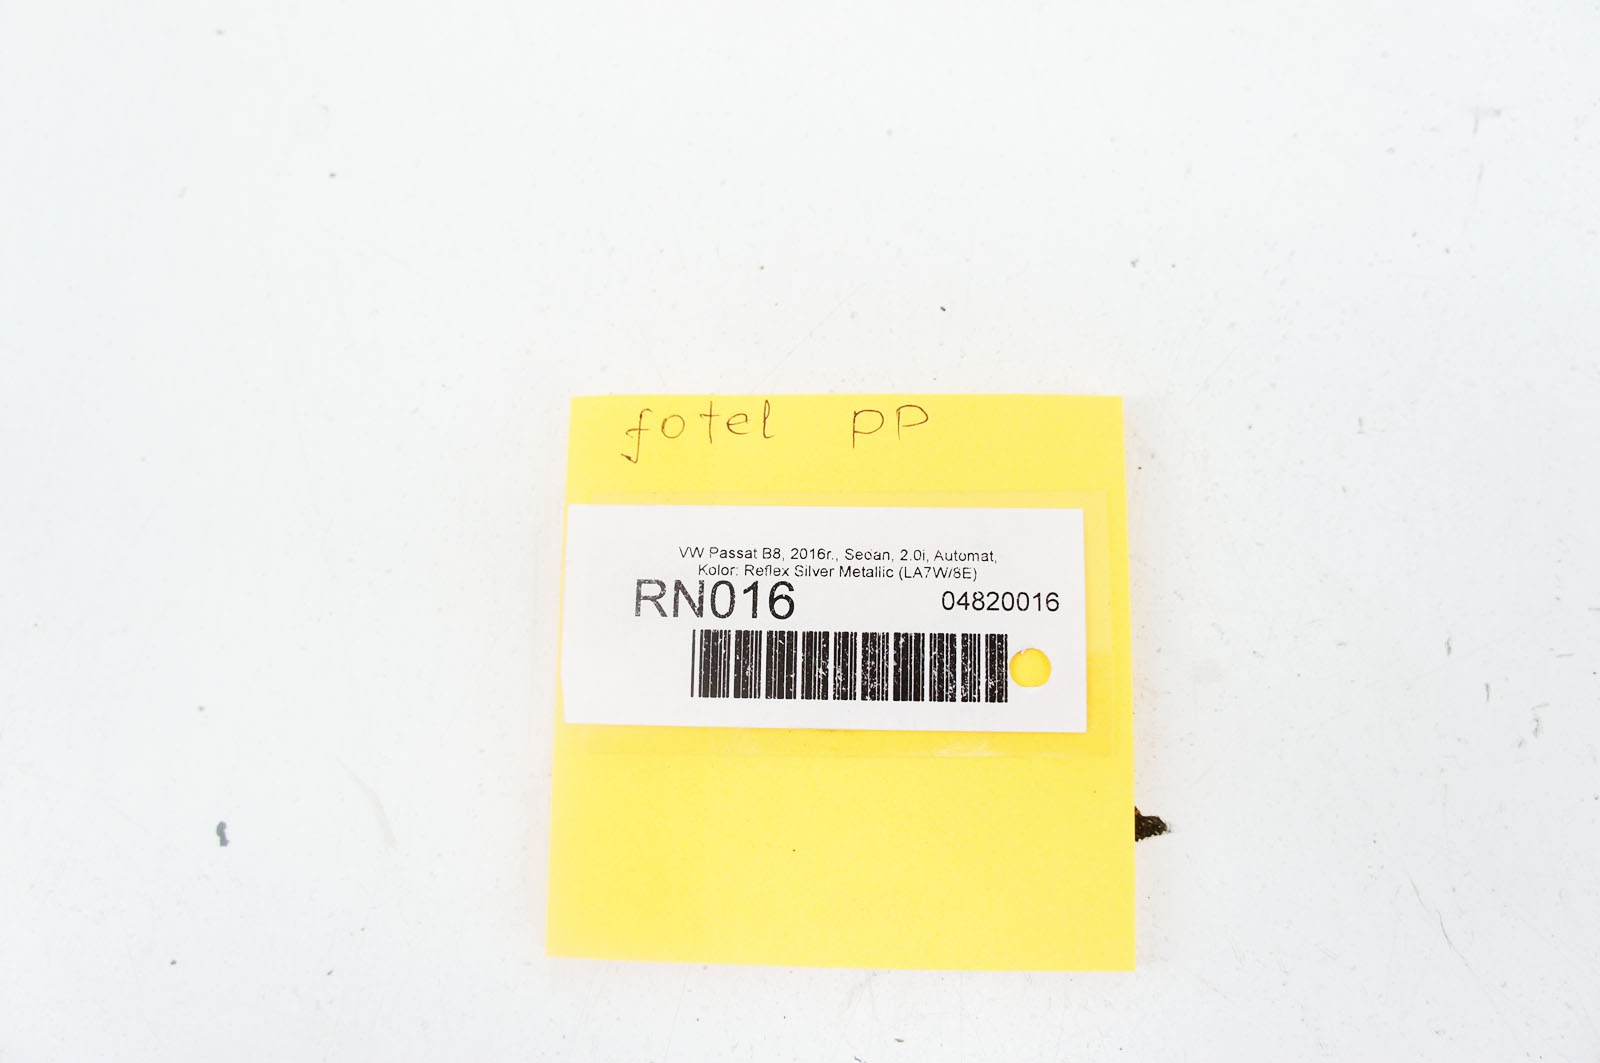 fotel PP
VW Passat B8, 2016r., Sedan, 2.0i, Automat,
Kolor: Reflex Silver Metallic (LA7W/8E)
RN016 04820016